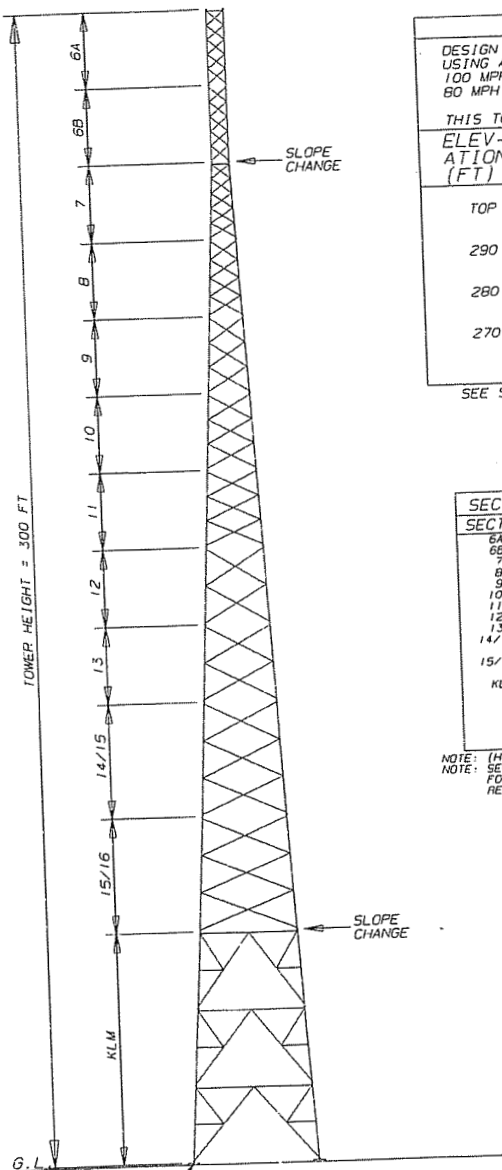 6A
6B
SLOPE
CHANGE
7
8
9
10
11
12
13
14/15
15/16
SLOPE
CHANGE
KLM
TOWER HEIGHT = 300 FT
G.L.
DESIGN
USING
100 MPH
80 MPH
THIS
ELEV-
ATION
(FT)
TOP
290
280
270
SEE
SEC
SECT
6A
6B
7
8
9
10
11
12
13
14/
15/
KL
NOTE: (H
NOTE: SE
FO
RE